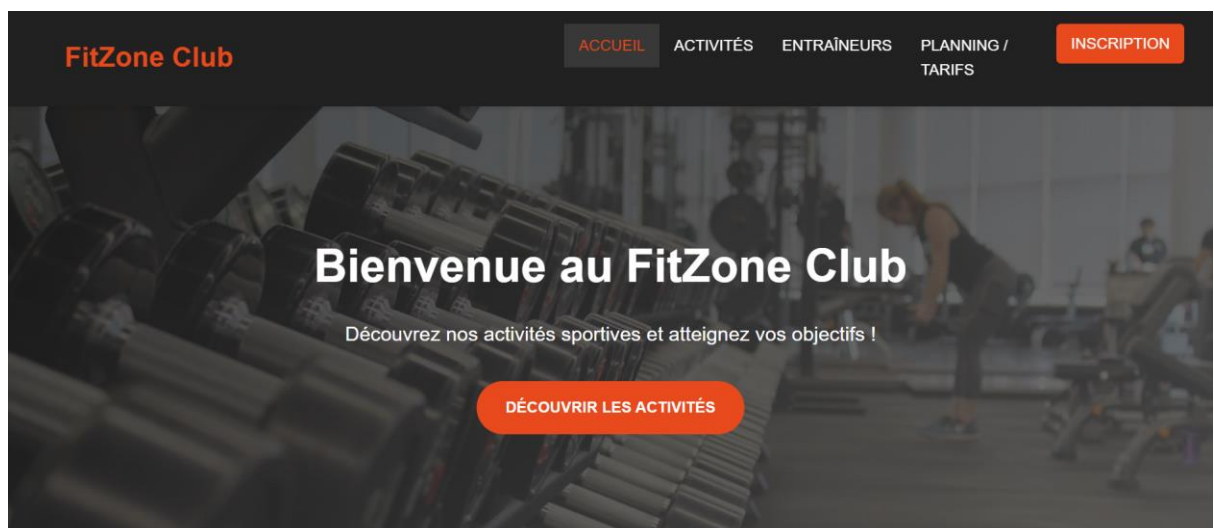 FitZone Club
ACCUEIL
ACTIVITÉS
ENTRAÎNEURS
PLANNING /
TARIFS
INSCRIPTION
Bienvenue au FitZone Club
Découvrez nos activités sportives et atteignez vos objectifs !
DÉCOUVRIR LES ACTIVITÉS